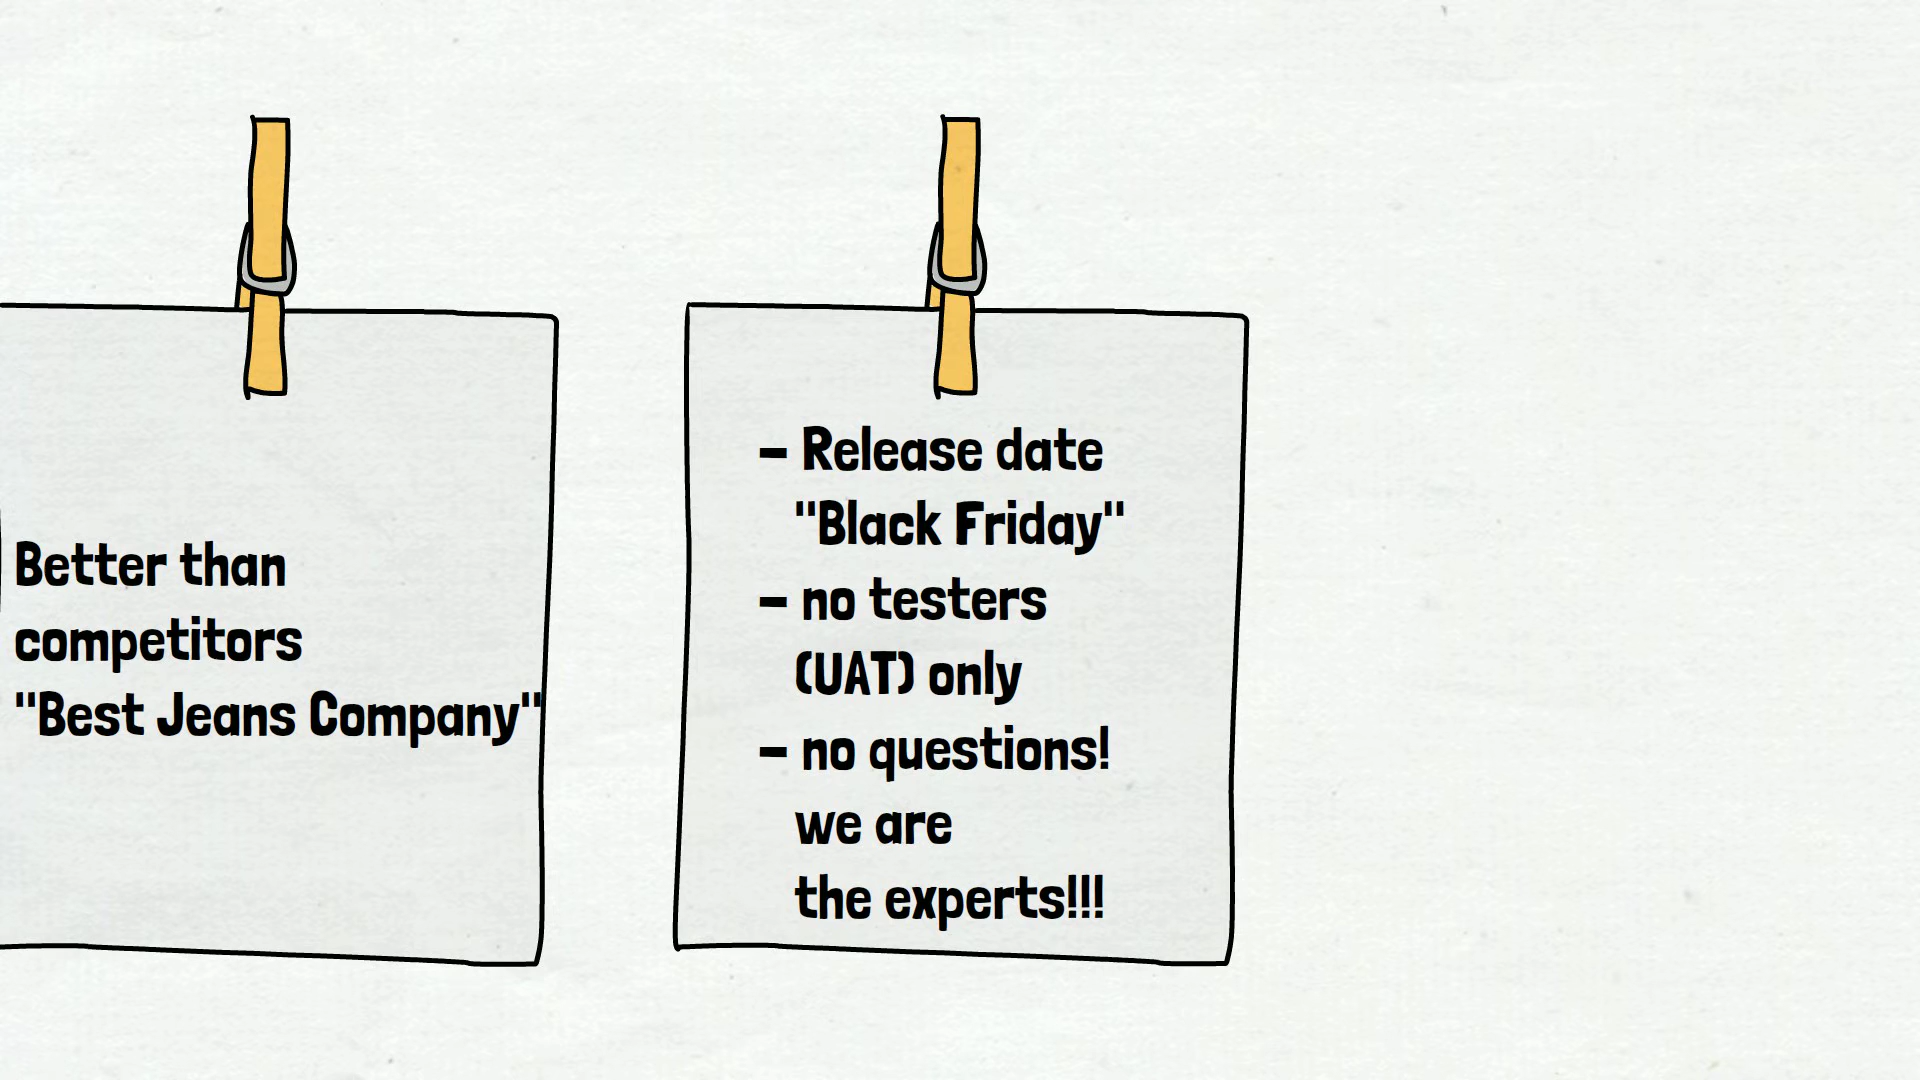 Better than
competitors
"Best Jeans Company"
- Release date
"Black Friday"
- no testers
(UAT) only
- no questions!
we are
the experts!!!